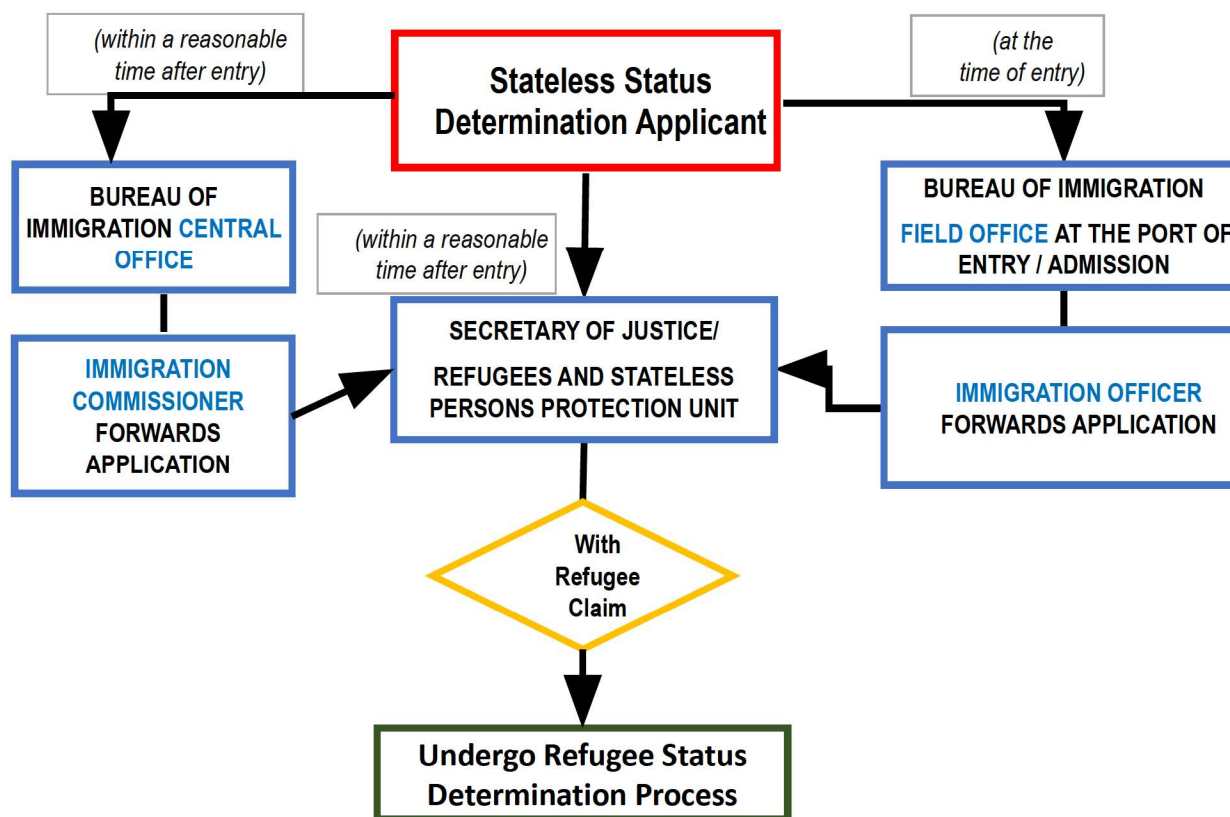 (within a reasonable
time after entry)
Stateless Status
Determination Applicant
(at the
time of entry)
BUREAU OF
IMMIGRATION CENTRAL
OFFICE
(within a reasonable
time after entry)
BUREAU OF IMMIGRATION
FIELD OFFICE AT THE PORT OF
ENTRY / ADMISSION
IMMIGRATION
COMMISSIONER
FORWARDS
APPLICATION
SECRETARY OF JUSTICE/
REFUGEES AND STATELESS
PERSONS PROTECTION UNIT
IMMIGRATION OFFICER
FORWARDS APPLICATION
With
Refugee
Claim
Undergo Refugee Status
Determination Process